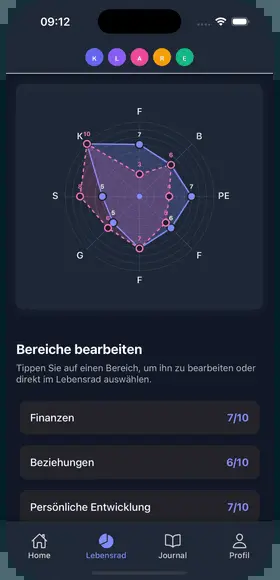 09:12
K L A R E
F
K 10 7 B
6
3
S 5 PE
7
5 6
G F
7
F
Bereiche bearbeiten
Tippen Sie auf einen Bereich, um ihn zu bearbeiten oder
direkt im Lebensrad auswählen.
Finanzen 7/10
Beziehungen 6/10
Persönliche Entwicklung 7/10
Home Lebensrad Journal Profil